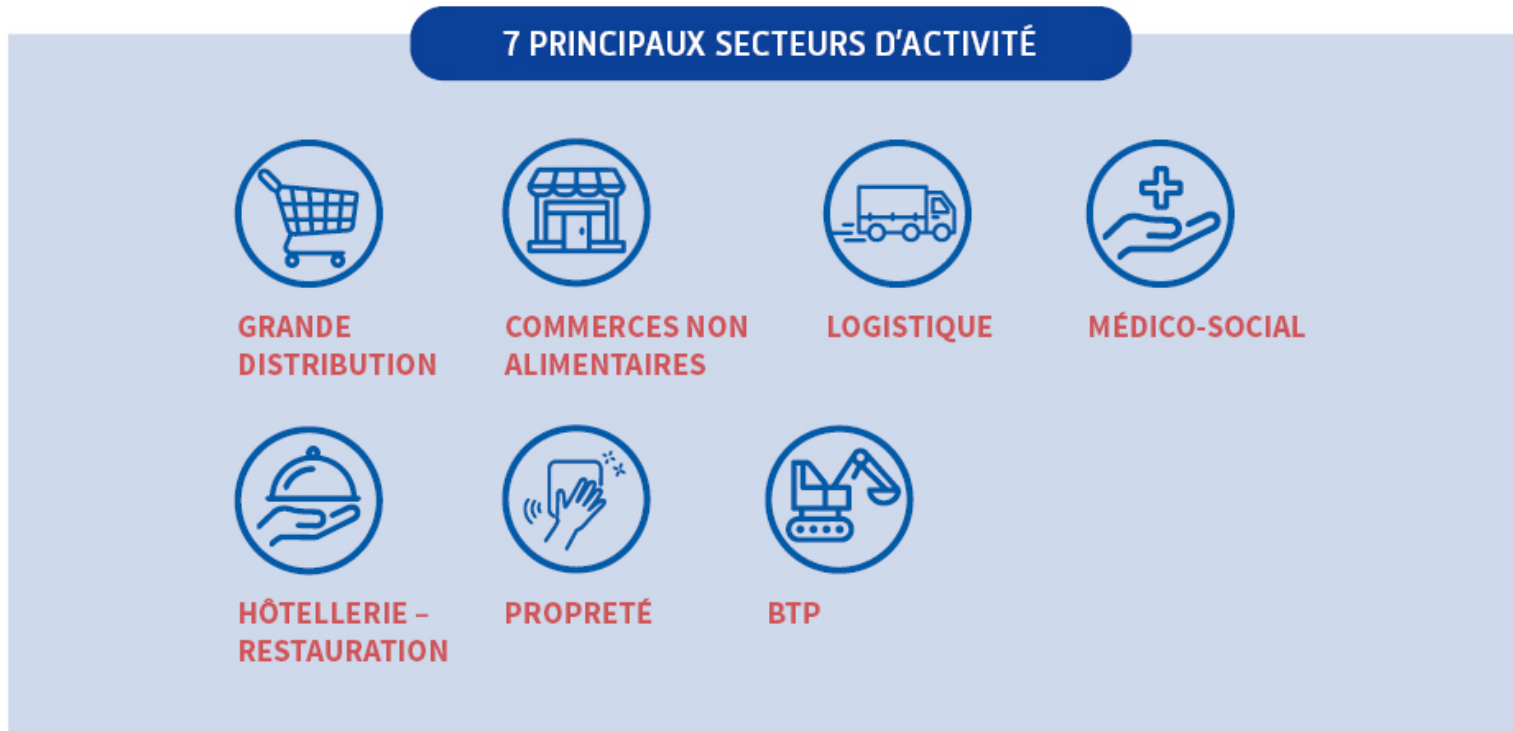 7 PRINCIPAUX SECTEURS D'ACTIVITÉ
GRANDE
DISTRIBUTION
COMMERCES NON
ALIMENTAIRES
LOGISTIQUE
MÉDICO-SOCIAL
HÔTELLERIE –
RESTAURATION
PROPRETÉ
BTP